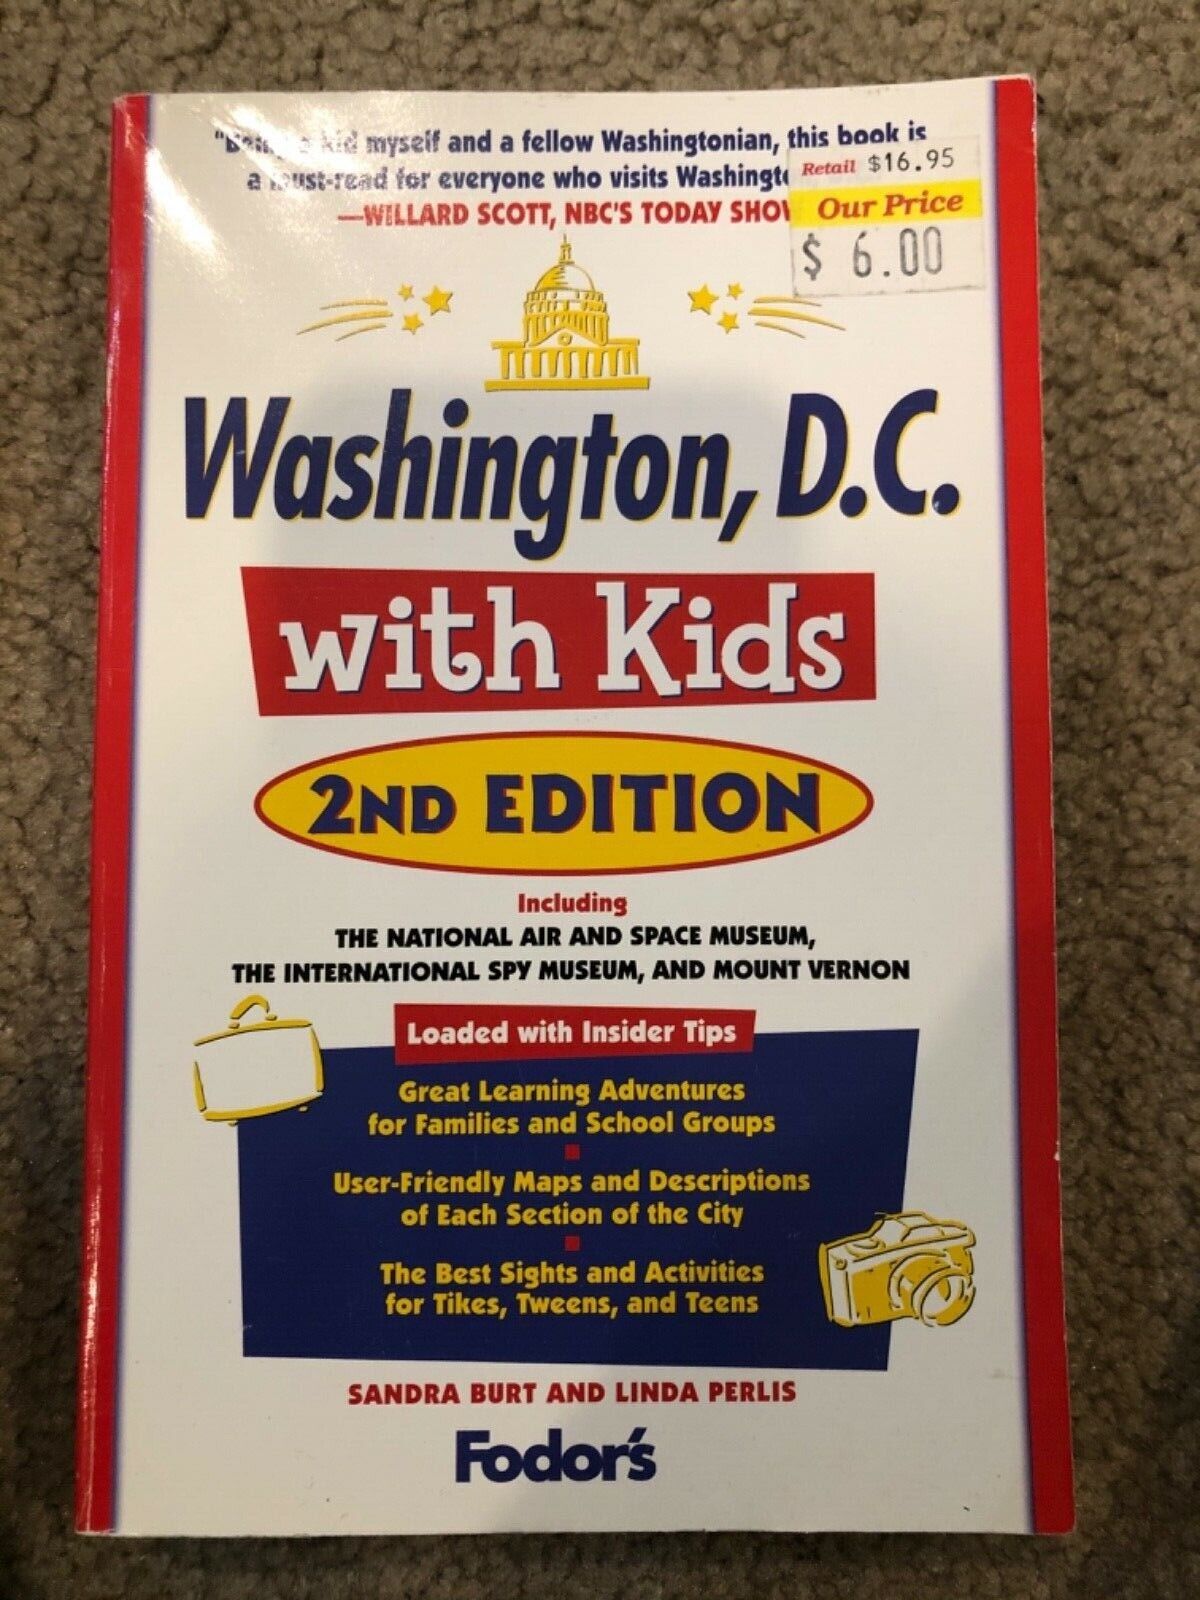 "Being a kid myself and a fellow Washingtonian, this book is
a must-read for everyone who visits
—WILLARD SCOTT, NBC'S TODAY
Retail $16.95
Our Price
$ 6.00
Washington, D.C.
with Kids
2ND EDITION
Including
THE NATIONAL AIR AND SPACE MUSEUM,
THE INTERNATIONAL SPY MUSEUM, AND MOUNT VERNON
Loaded with Insider Tips
Great Learning Adventures
for Families and School Groups
User-Friendly Maps and Descriptions
of Each Section of the City
The Best Sights and Activities
for Tikes, Tweens, and Teens
SANDRA BURT AND LINDA PERLIS
Fodor's